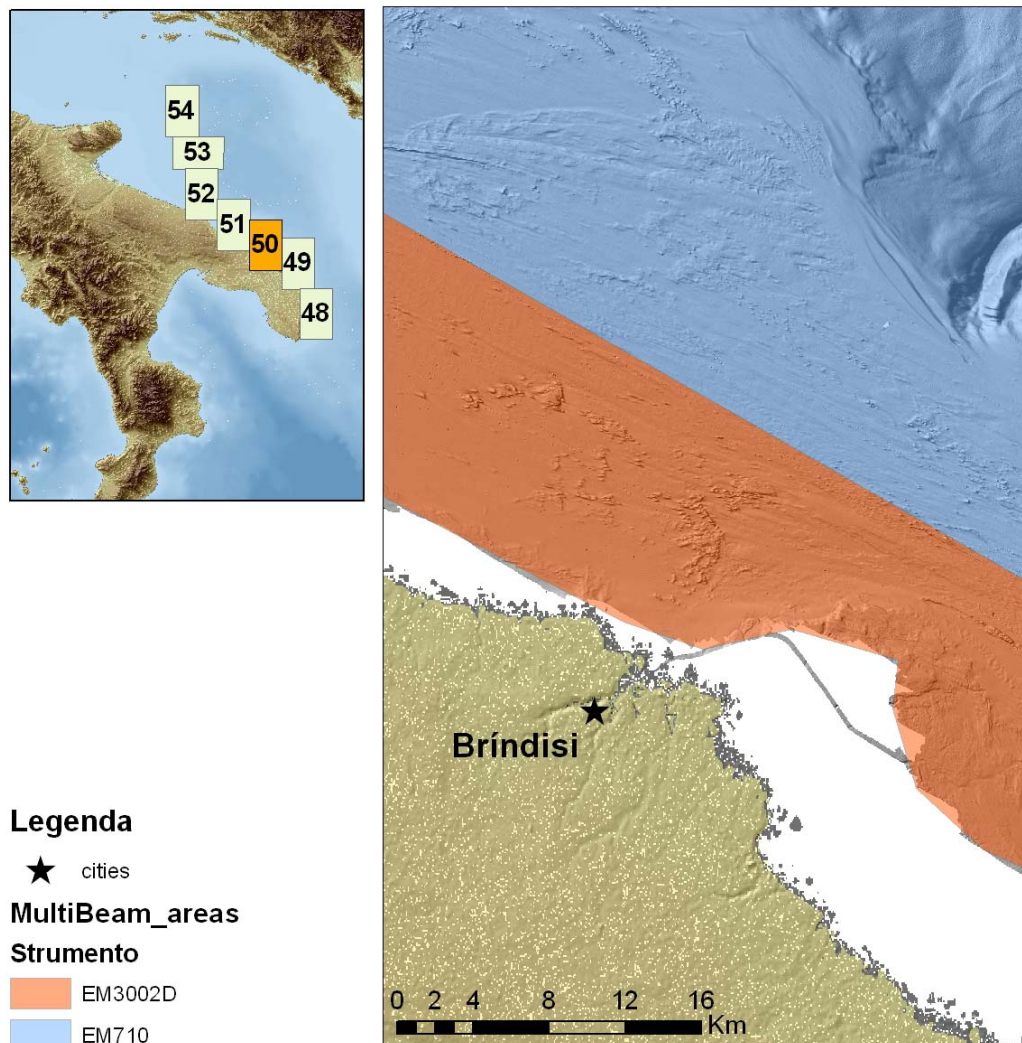 54
53
52
51
50
49
48
Bríndisi
Legenda
cities
MultiBeam_areas
Strumento
EM3002D
EM710
0 2 4 8 12 16
Km